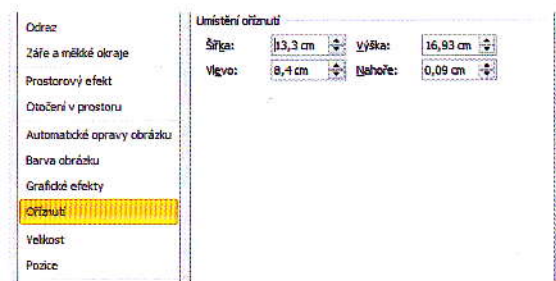 Odraz
Záře a měkké okraje
Prostorový efekt
Otočení v prostoru
Automatické opravy obrázku
Barva obrázku
Grafické efekty
Oříznutí
Velikost
Pozice
Umístění oříznutí
Šířka: 13,3 cm Výška: 16,93 cm
Vlevo: 8,4 cm Nahoře: 0,09 cm